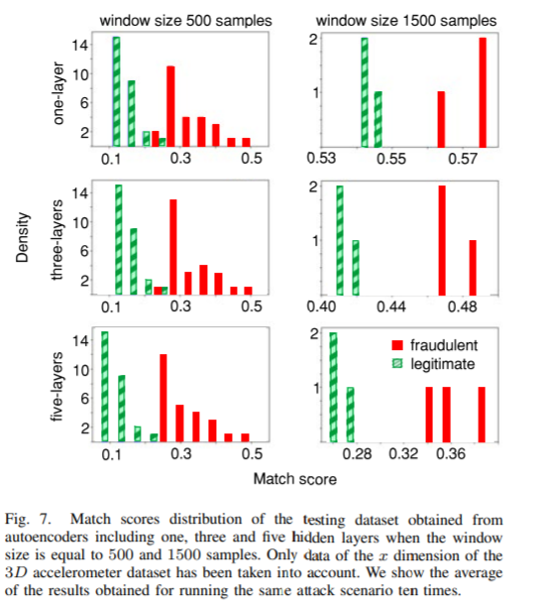 window size 500 samples
window size 1500 samples
one-layer
14
10
6
2
0.1
0.3
0.5
2
1
0.53
0.55
0.57
Density
three-layers
14
10
6
2
0.1
0.3
0.5
2
1
0.40
0.44
0.48
five-layers
14
10
6
2
0.1
0.3
0.5
2
1
fraudulent
legitimate
0.28
0.32
0.36
Match score
Fig. 7. Match scores distribution of the testing dataset obtained from
autoencoders including one, three and five hidden layers when the window
size is equal to 500 and 1500 samples. Only data of the x dimension of the
3D accelerometer dataset has been taken into account. We show the average
of the results obtained for running the same attack scenario ten times.